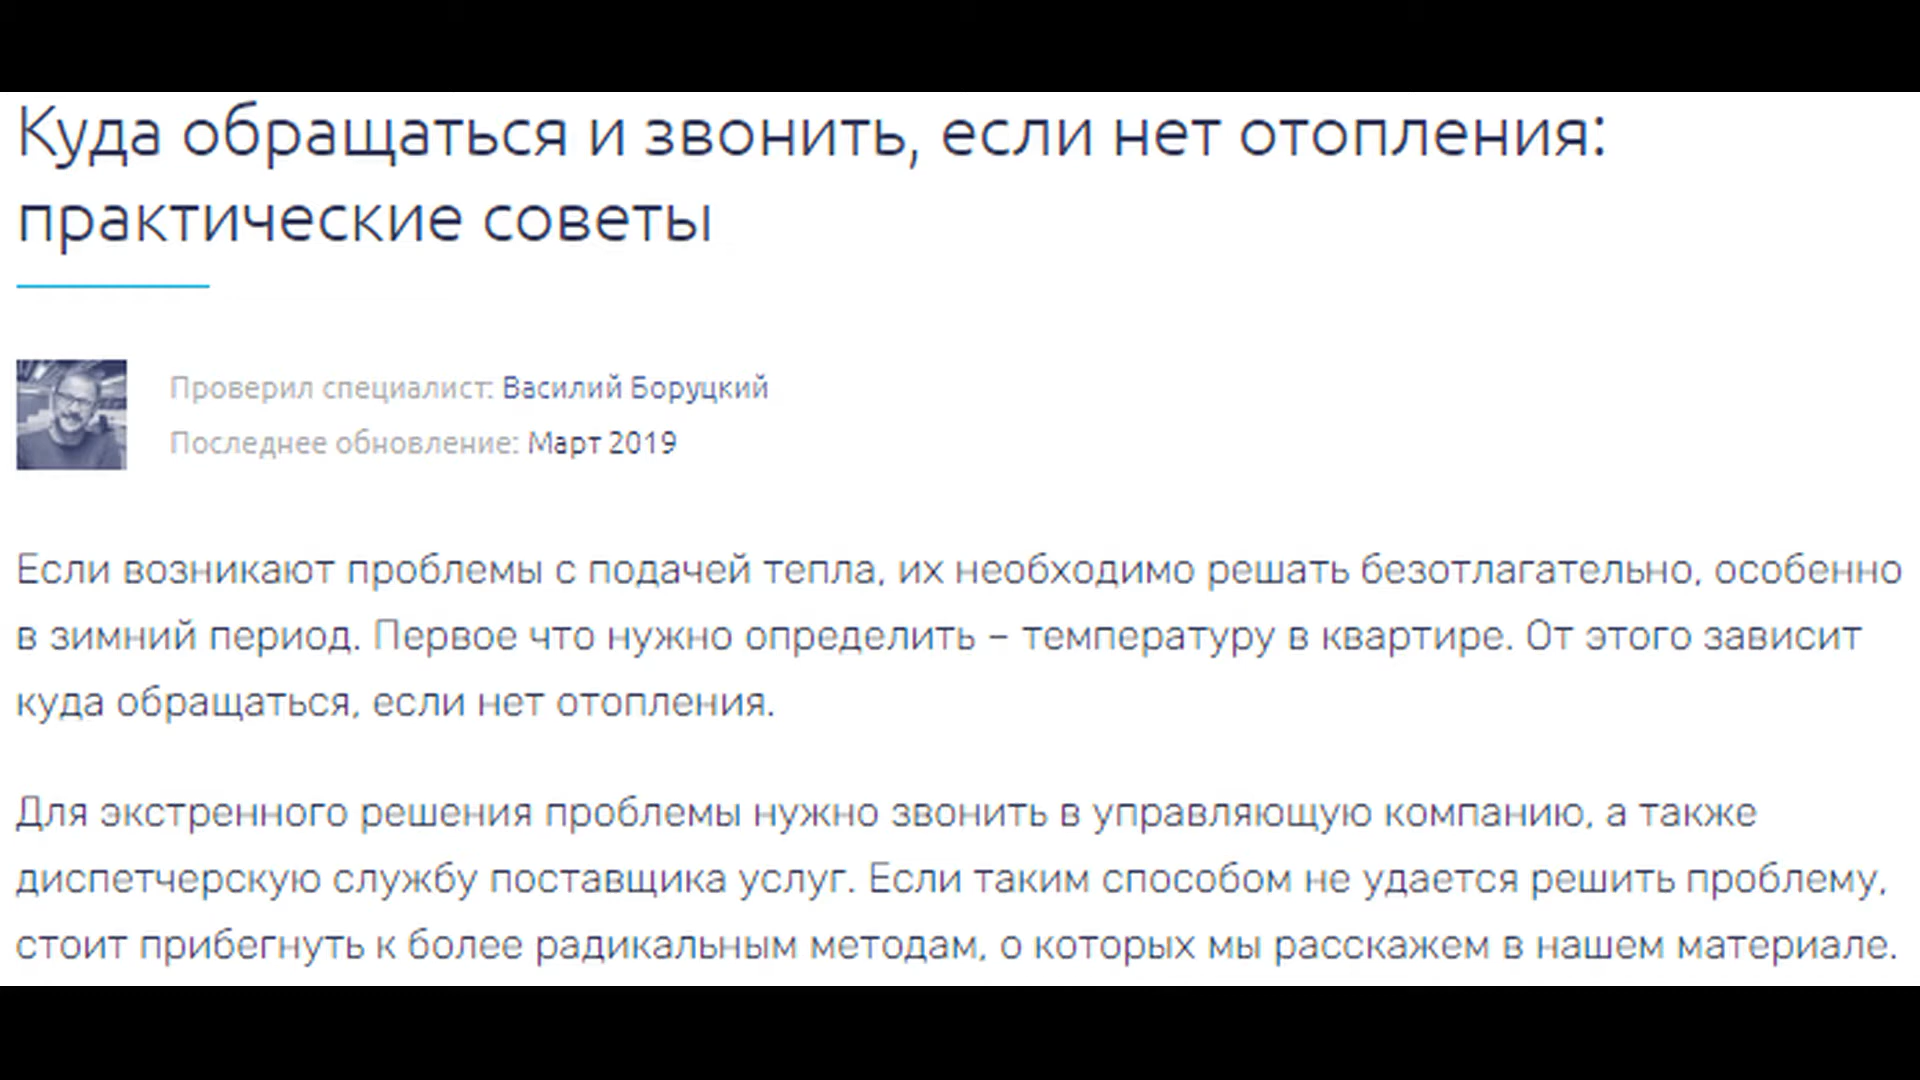 Куда обращаться и звонить, если нет отопления:
практические советы
Проверил специалист: Василий Боруцкий
Последнее обновление: Март 2019
Если возникают проблемы с подачей тепла, их необходимо решать безотлагательно, особенно
в зимний период. Первое что нужно определить – температуру в квартире. От этого зависит
куда обращаться, если нет отопления.
Для экстренного решения проблемы нужно звонить в управляющую компанию, а также
диспетчерскую службу поставщика услуг. Если таким способом не удается решить проблему,
стоит прибегнуть к более радикальным методам, о которых мы расскажем в нашем материале.